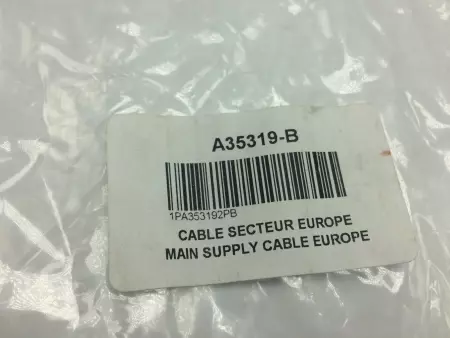 A35319-B
1PA353192PB
CABLE SECTEUR EUROPE
MAIN SUPPLY CABLE EUROPE